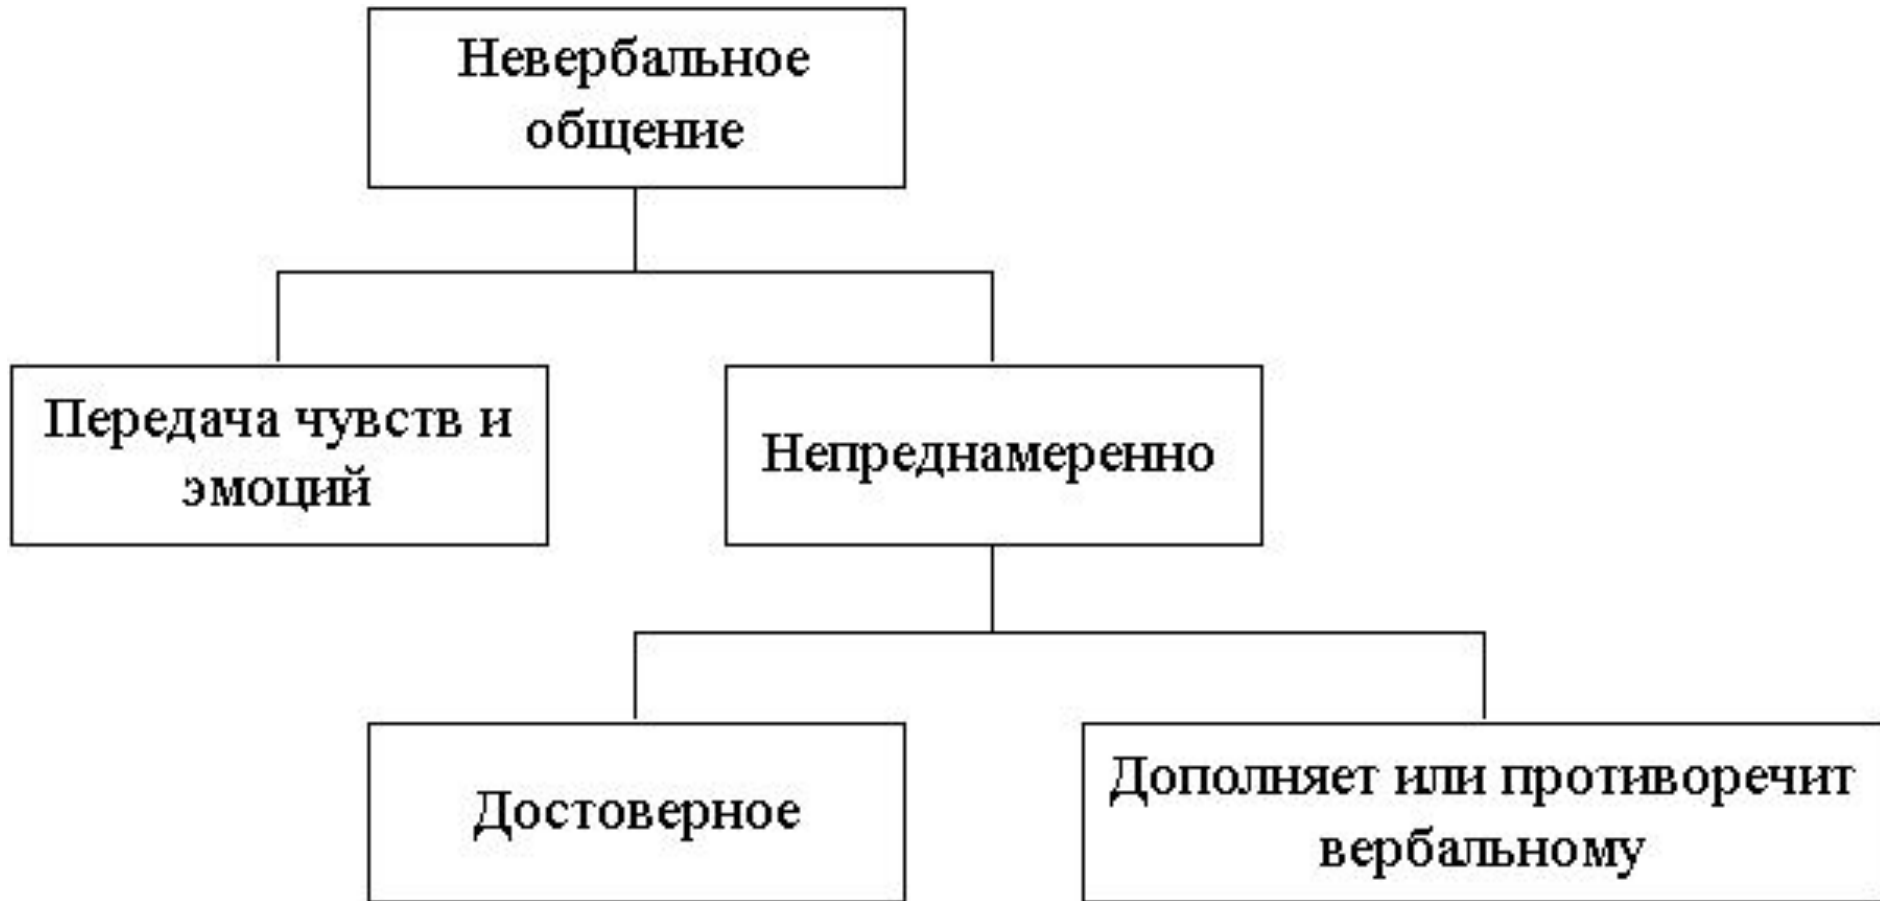 Невербальное
общение
Передача чувств и
эмоций
Непреднамеренно
Достоверное
Дополняет или противоречит
вербальному